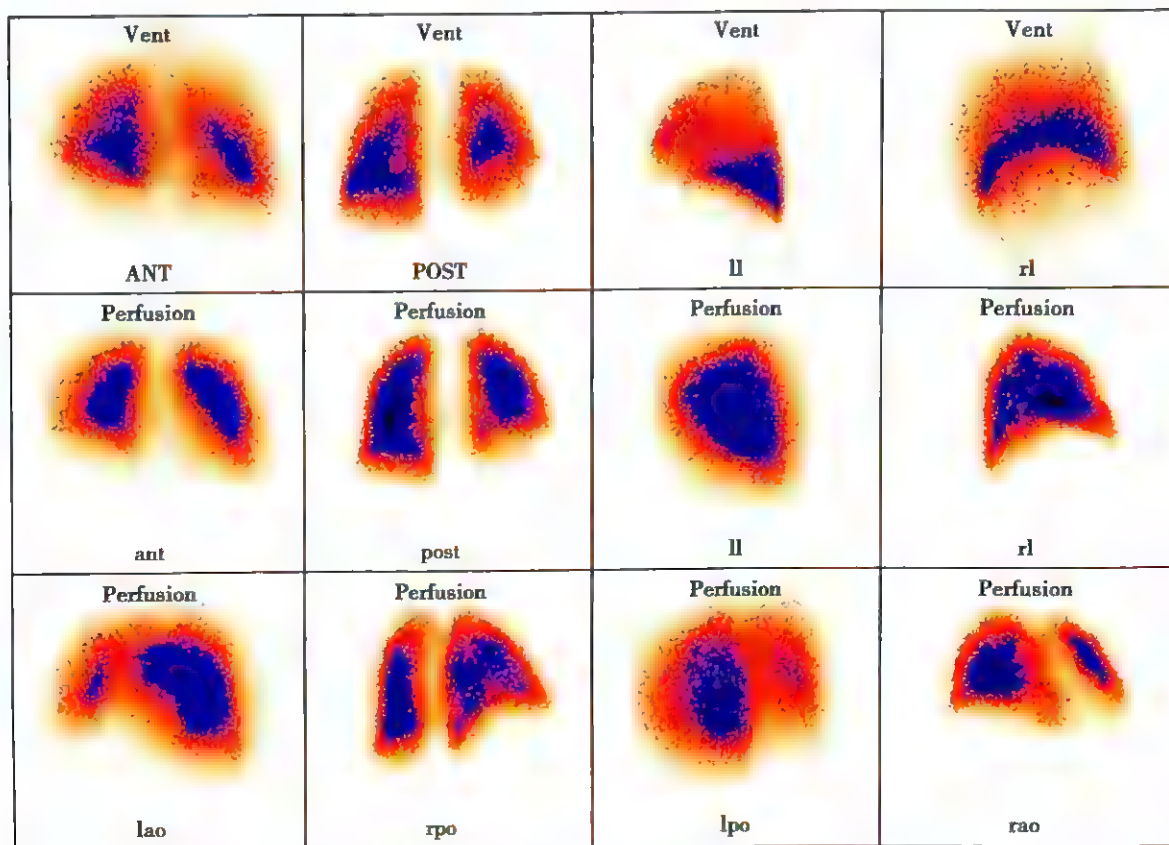 Vent
Vent
Vent
Vent
ANT
POST
ll
rl
Perfusion
Perfusion
Perfusion
Perfusion
ant
post
ll
rl
Perfusion
Perfusion
Perfusion
Perfusion
lao
rpo
lpo
rao